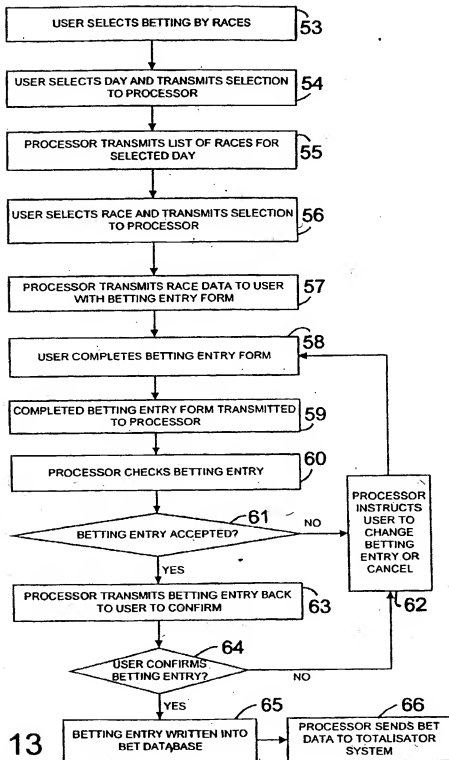 USER SELECTS BETTING BY RACES
53
USER SELECTS DAY AND TRANSMITS SELECTION
TO PROCESSOR
54
PROCESSOR TRANSMITS LIST OF RACES FOR
SELECTED DAY
55
USER SELECTS RACE AND TRANSMITS SELECTION
TO PROCESSOR
56
PROCESSOR TRANSMITS RACE DATA TO USER
WITH BETTING ENTRY FORM
57
58
USER COMPLETES BETTING ENTRY FORM
COMPLETED BETTING ENTRY FORM TRANSMITTED
TO PROCESSOR
59
PROCESSOR CHECKS BETTING ENTRY
60
61
BETTING ENTRY ACCEPTED?
NO
PROCESSOR
INSTRUCTS
USER TO
CHANGE
BETTING
ENTRY OR
CANCEL
62
YES
PROCESSOR TRANSMITS BETTING ENTRY BACK
TO USER TO CONFIRM
63
64
USER CONFIRMS
BETTING ENTRY?
NO
YES
65
BETTING ENTRY WRITTEN INTO
BET DATABASE
66
PROCESSOR SENDS BET
DATA TO TOTALISATOR
SYSTEM
13